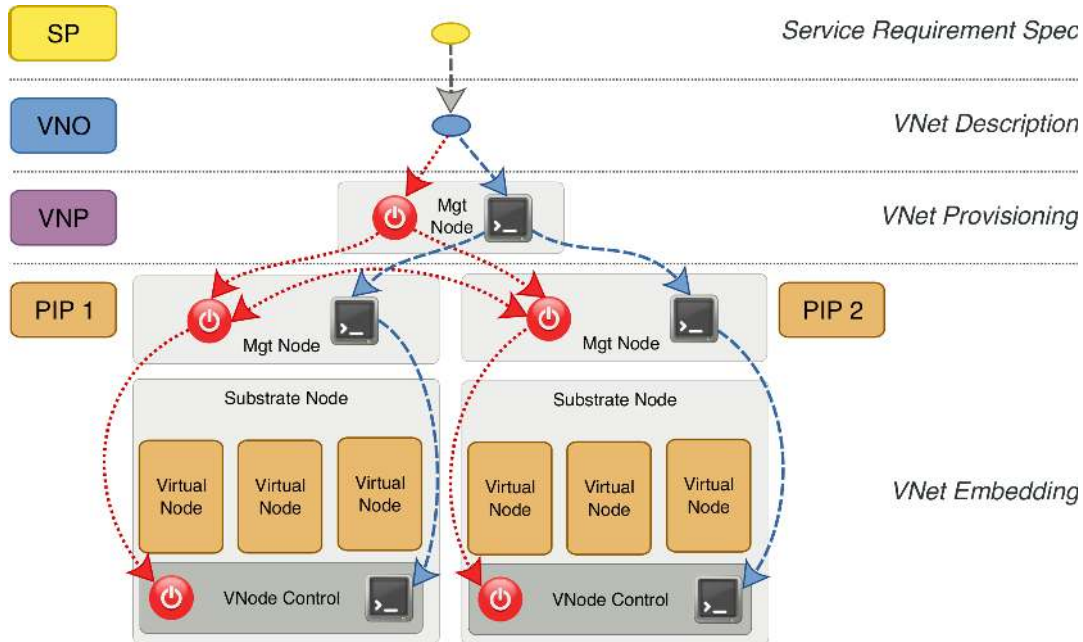 SP
Service Requirement Spec
VNO
VNet Description
VNP
Mgt
Node
VNet Provisioning
PIP 1
Mgt Node
Mgt Node
PIP 2
Substrate Node
Substrate Node
Virtual
Node
Virtual
Node
Virtual
Node
Virtual
Node
Virtual
Node
Virtual
Node
VNet Embedding
VNode Control
VNode Control